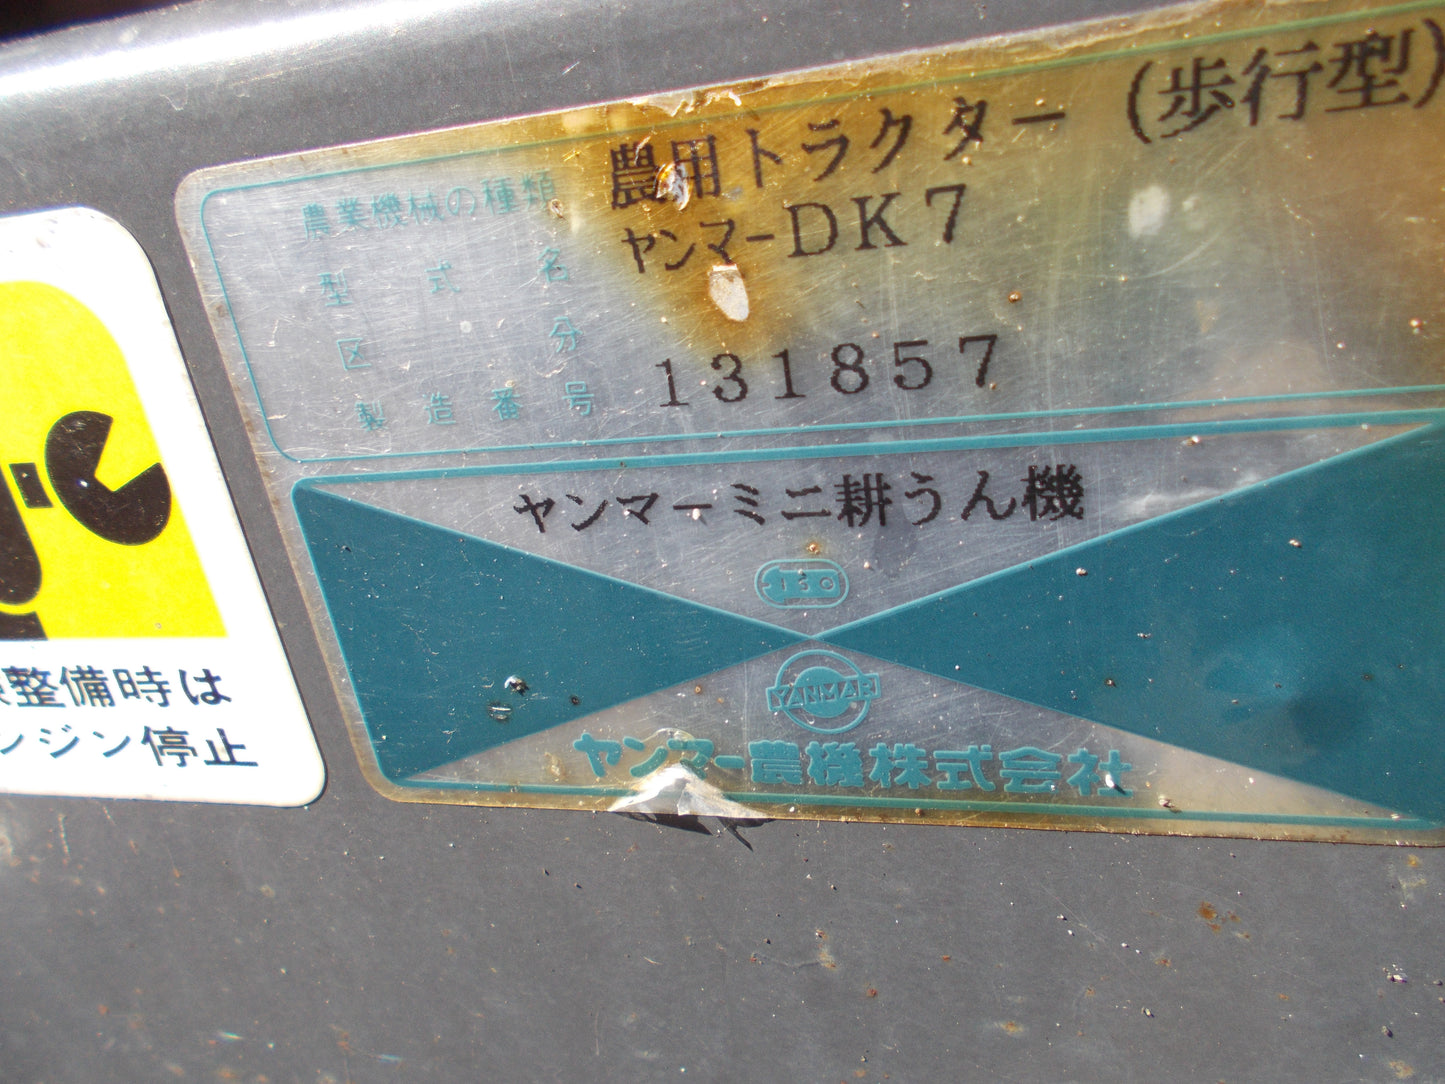 農業機械の種類 農用トラクター (歩行型)
型式名 ヤンマーDK7
区分
製造番号 131857
ヤンマーミニ耕うん機
YANMAR
ヤンマー農機株式会社
整備時は
ンジン停止